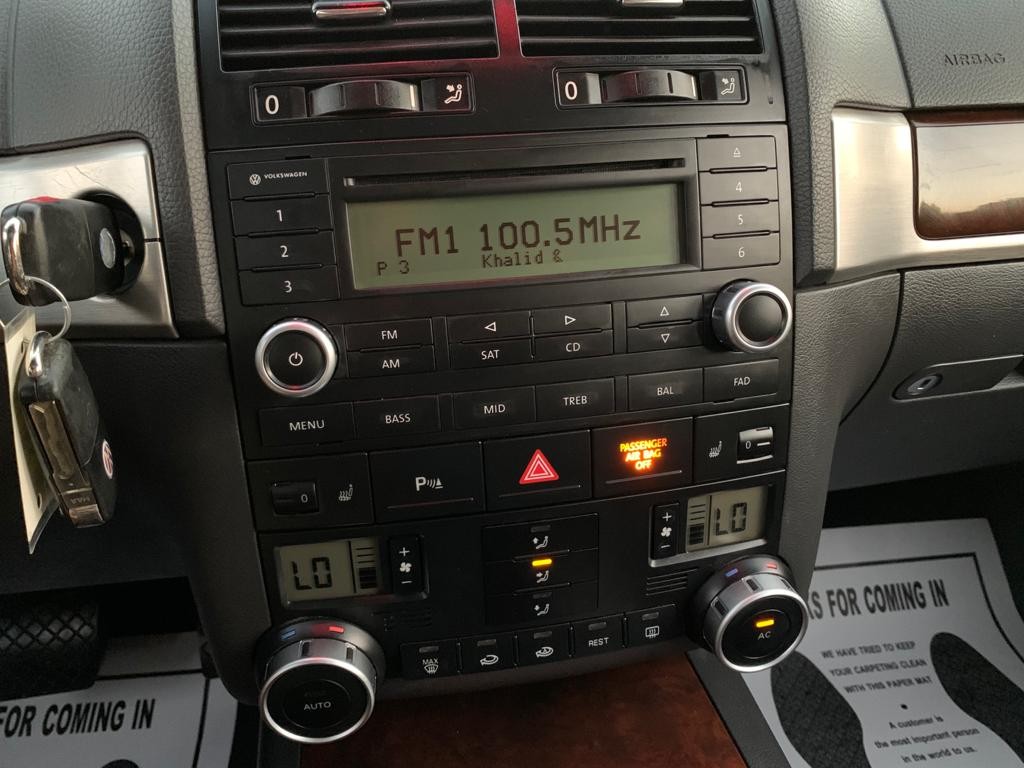 AIRBAG
0
0
VOLKSWAGEN
1
2
3
4
5
6
FM1 100.5MHz
P 3 Khalid &
FM
AM
SAT
CD
MENU
BASS
MID
TREB
BAL
FAD
PASSENGER
AIR BAG
OFF
0
0
P
LO
LO
+
-
+
-
MAX
REST
AUTO
AC
FOR COMING IN
KS FOR COMING IN
WE HAVE TRIED TO KEEP
YOUR CARPETING CLEAN
WITH THIS PAPER MAT
A customer is
the most important person
in the world to us.